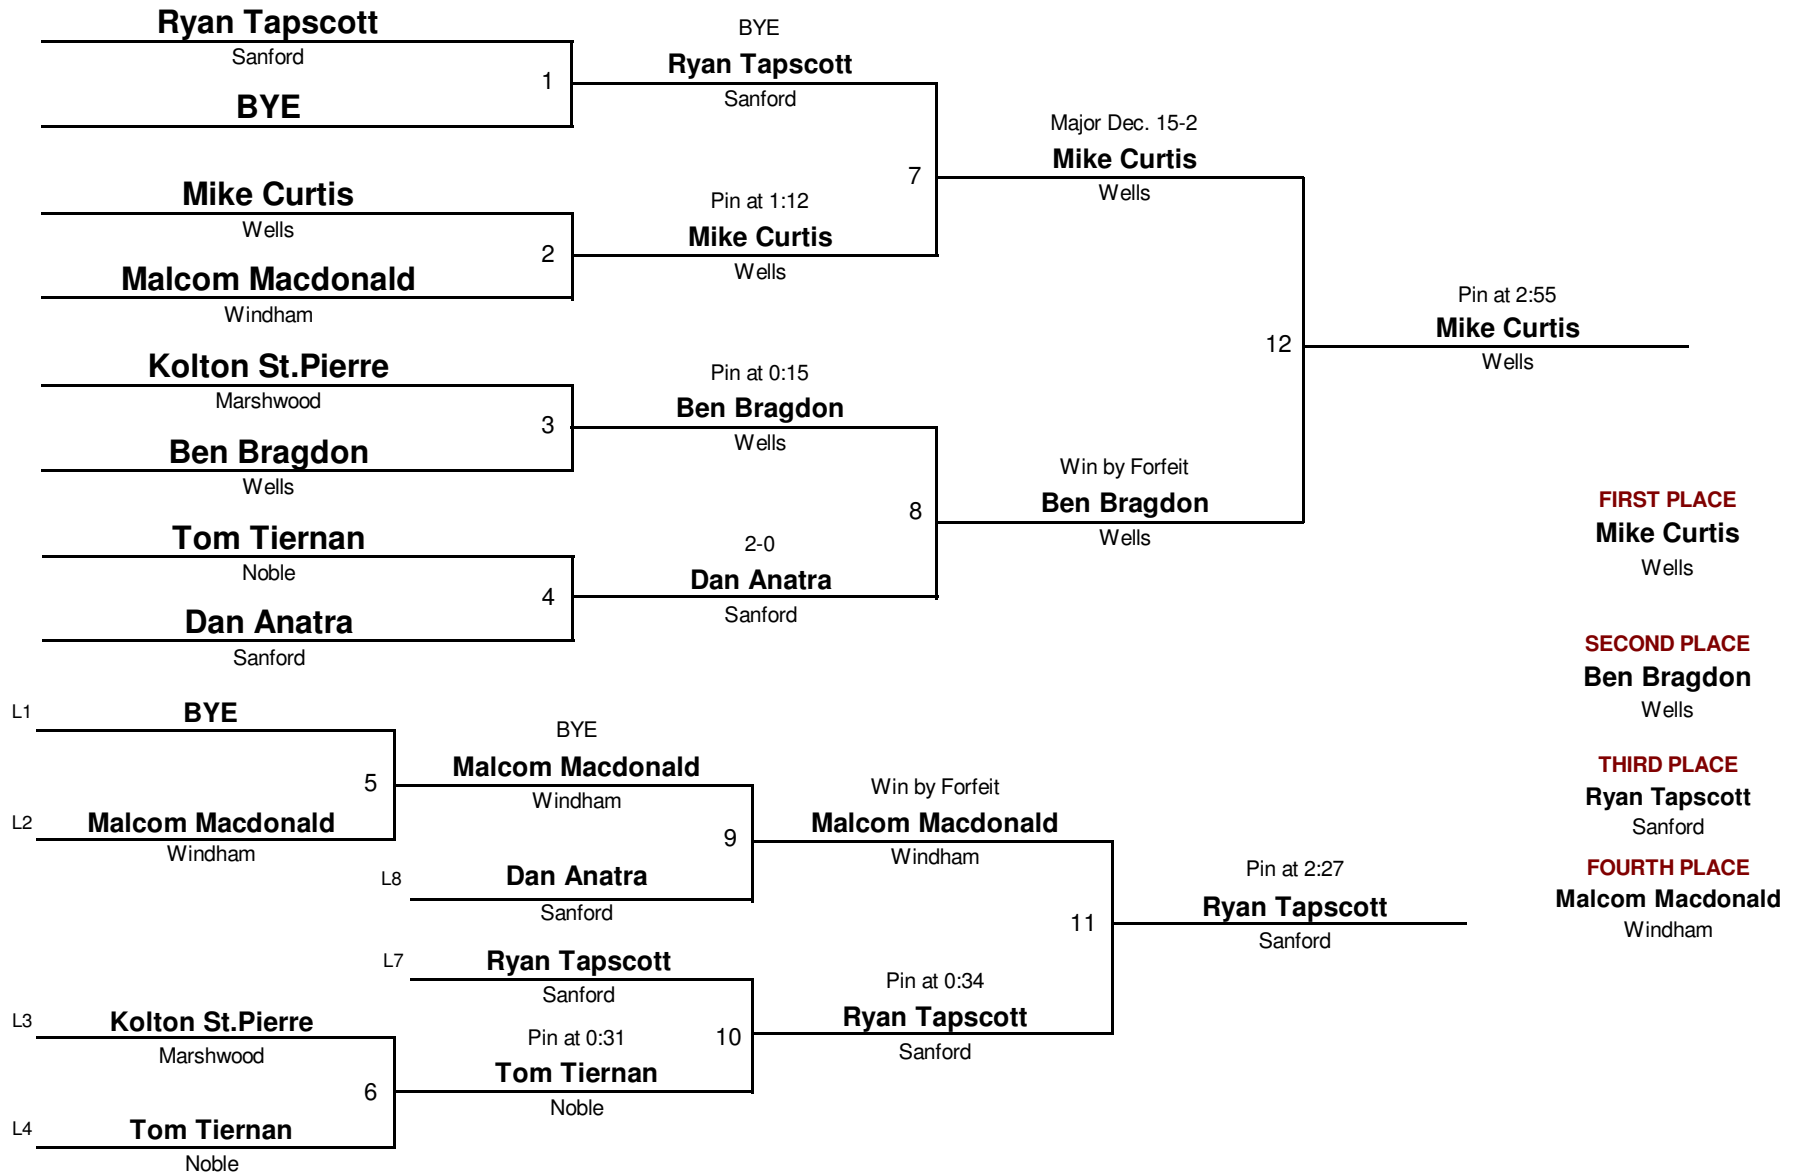 Ryan Tapscott
Sanford
1
BYE
BYE
Ryan Tapscott
Sanford
Mike Curtis
Wells
2
Malcom Macdonald
Windham
Pin at 1:12
Mike Curtis
Wells
7
Major Dec. 15-2
Mike Curtis
Wells
Kolton St.Pierre
Marshwood
3
Ben Bragdon
Wells
Pin at 0:15
Ben Bragdon
Wells
Tom Tiernan
Noble
4
Dan Anatra
Sanford
2-0
Dan Anatra
Sanford
8
Win by Forfeit
Ben Bragdon
Wells
12
Pin at 2:55
Mike Curtis
Wells
FIRST PLACE
Mike Curtis
Wells
SECOND PLACE
Ben Bragdon
Wells
THIRD PLACE
Ryan Tapscott
Sanford
FOURTH PLACE
Malcom Macdonald
Windham
L1
BYE
5
L2
Malcom Macdonald
Windham
BYE
Malcom Macdonald
Windham
9
L8
Dan Anatra
Sanford
Win by Forfeit
Malcom Macdonald
Windham
L7
Ryan Tapscott
Sanford
L3
Kolton St.Pierre
Marshwood
6
L4
Tom Tiernan
Noble
Pin at 0:31
Tom Tiernan
Noble
10
Pin at 0:34
Ryan Tapscott
Sanford
11
Pin at 2:27
Ryan Tapscott
Sanford